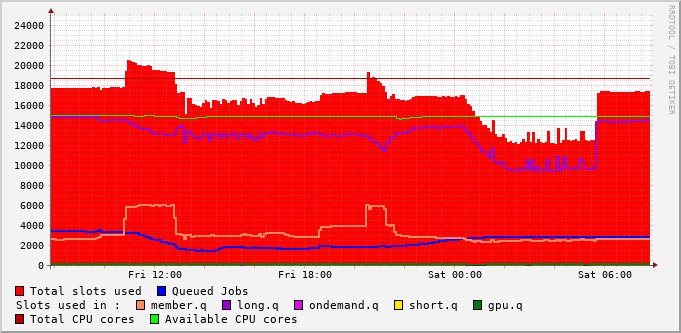 RRDTOOL / TOBI OETIKER
24000
22000
20000
18000
16000
14000
12000
10000
8000
6000
4000
2000
0
Fri 12:00 Fri 18:00 Sat 00:00 Sat 06:00
Total slots used Queued Jobs
Slots used in : member.q long.q ondemand.q short.q gpu.q
Total CPU cores Available CPU cores